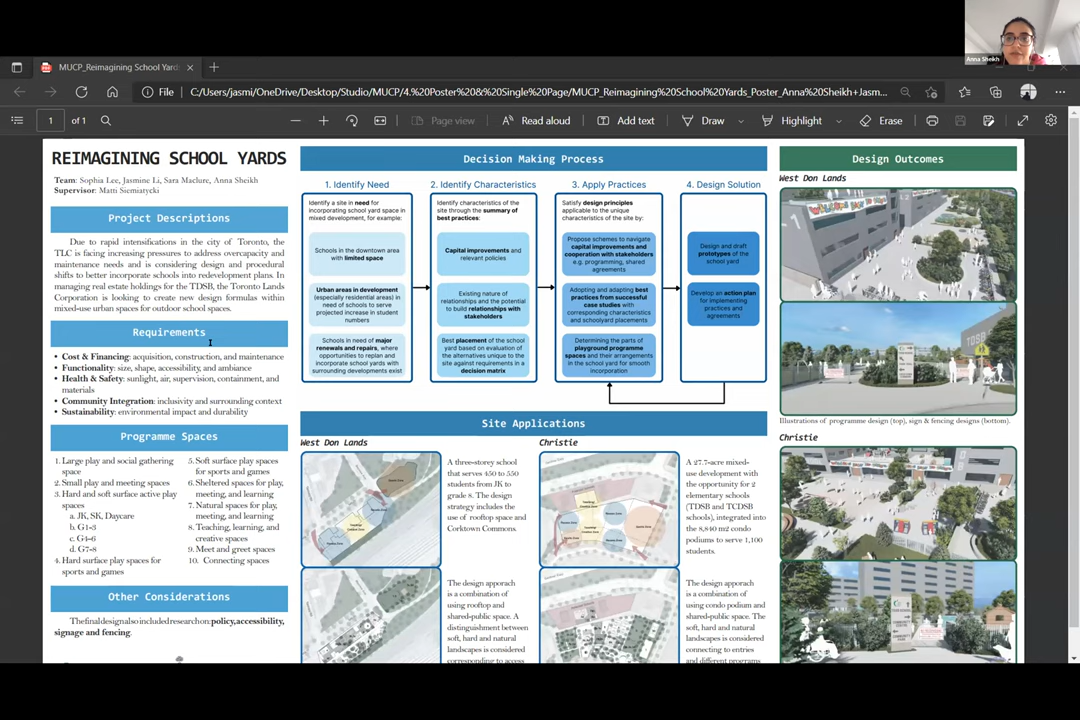 Anna Sheikh
MUCP_Reimagining School Yards
File
C:/Users/jasmi/OneDrive/Desktop/Studio/MUCP/4.%20Poster%20&%20Single%20Page/MUCP_Reimagining%20School%20Yards_Poster_Anna%20Sheikh+Jasm...
1
of 1
Page view
Read aloud
Add text
Draw
Highlight
Erase
REIMAGINING SCHOOL YARDS
Team: Sophia Lee, Jasmine Li, Sara Maclure, Anna Sheikh
Supervisor: Matti Siemiatycki
Project Descriptions
Due to rapid intensifications in the city of Toronto, the
TLC is facing increasing pressures to address overcapacity and
maintenance needs and is considering design and procedural
shifts to better incorporate schools into redevelopment plans. In
managing real estate holdings for the TDSB, the Toronto Lands
Corporation is looking to create new design formulas within
mixed-use urban spaces for outdoor school spaces.
Requirements
• Cost & Financing: acquisition, construction, and maintenance
• Functionality: size, shape, accessibility, and ambiance
• Health & Safety: sunlight, air, supervision, containment, and
materials
• Community Integration: inclusivity and surrounding context
• Sustainability: environmental impact and durability
Programme Spaces
1. Large play and social gathering
space
2. Small play and meeting spaces
3. Hard and soft surface active play
spaces
a. JK, SK, Daycare
b. G1-3
c. G4-6
d. G7-8
4. Hard surface play spaces for
sports and games
5. Soft surface play spaces
for sports and games
6. Sheltered spaces for play,
meeting, and learning
7. Natural spaces for play,
meeting, and learning
8. Teaching, learning, and
creative spaces
9. Meet and greet spaces
10. Connecting spaces
Other Considerations
The final design also included research on: policy, accessibility,
signage and fencing.
Decision Making Process
1. Identify Need
Identify a site in need for
incorporating school yard space in
mixed development, for example:
Schools in the downtown area
with limited space
Urban areas in development
(especially residential areas) in
need of schools to serve
projected increase in student
numbers
Schools in need of major
renewals and repairs, where
opportunities to replan and
incorporate school yards with
surrounding developments exist
2. Identify Characteristics
Identify characteristics of
the site through the summary of
best practices:
Capital improvements and
relevant policies
Existing nature of
relationships and the potential
to build relationships with
stakeholders
Best placement of the school
yard based on evaluation of
the alternatives unique to the
site against requirements in a
decision matrix
3. Apply Practices
Satisfy design principles
applicable to the unique
characteristics of the site by:
Propose schemes to navigate
capital improvements and
cooperation with stakeholders
e.g. programming, shared
agreements
Adopting and adapting best
practices from successful
case studies with
corresponding characteristics
and schoolyard placements
Determining the parts of
playground programme
spaces and their arrangements
in the school yard for smooth
incorporation
4. Design Solution
Design and draft
prototypes of the
school yard
Develop an action plan
for implementing
practices and
agreements
Site Applications
West Don Lands
A three-storey school
that serves 450 to 550
students from JK to
grade 8. The design
strategy includes the
use of rooftop space and
Corktown Commons.
The design apporach
is a combination of
using rooftop and
shared-public space. A
distinguishment between
soft, hard and natural
landscapes is considered
corresponding to access
Christie
A 27.7-acre mixed-
use development with
the opportunity for 2
elementary schools
(TDSB and TCDSB
schools), integrated into
the 8,840 m2 condo
podiums to serve 1,100
students.
The design approach
is a combination of
using condo podium and
shared-public space. The
soft, hard and natural
landscapes is considered
connecting to entries
and different programs
Design Outcomes
West Don Lands
TDSB
Illustrations of programme design (top), sign & fencing designs (bottom).
Christie